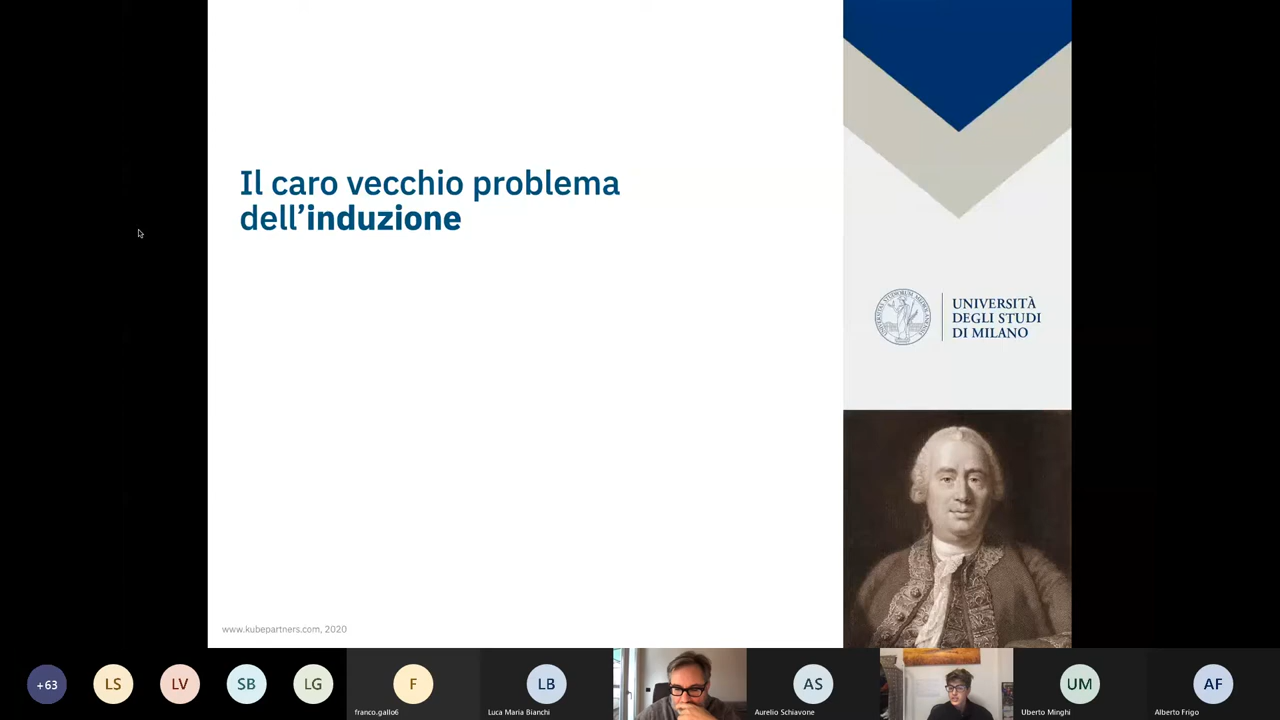 Il caro vecchio problema
dell’induzione
UNIVERSITÀ
DEGLI STUDI
DI MILANO
www.kubepartners.com, 2020
+63
LS
LV
SB
LG
F
franco.gallo6
LB
Luca Maria Bianchi
AS
Aurelio Schiavone
UM
Uberto Minghi
AF
Alberto Frigo